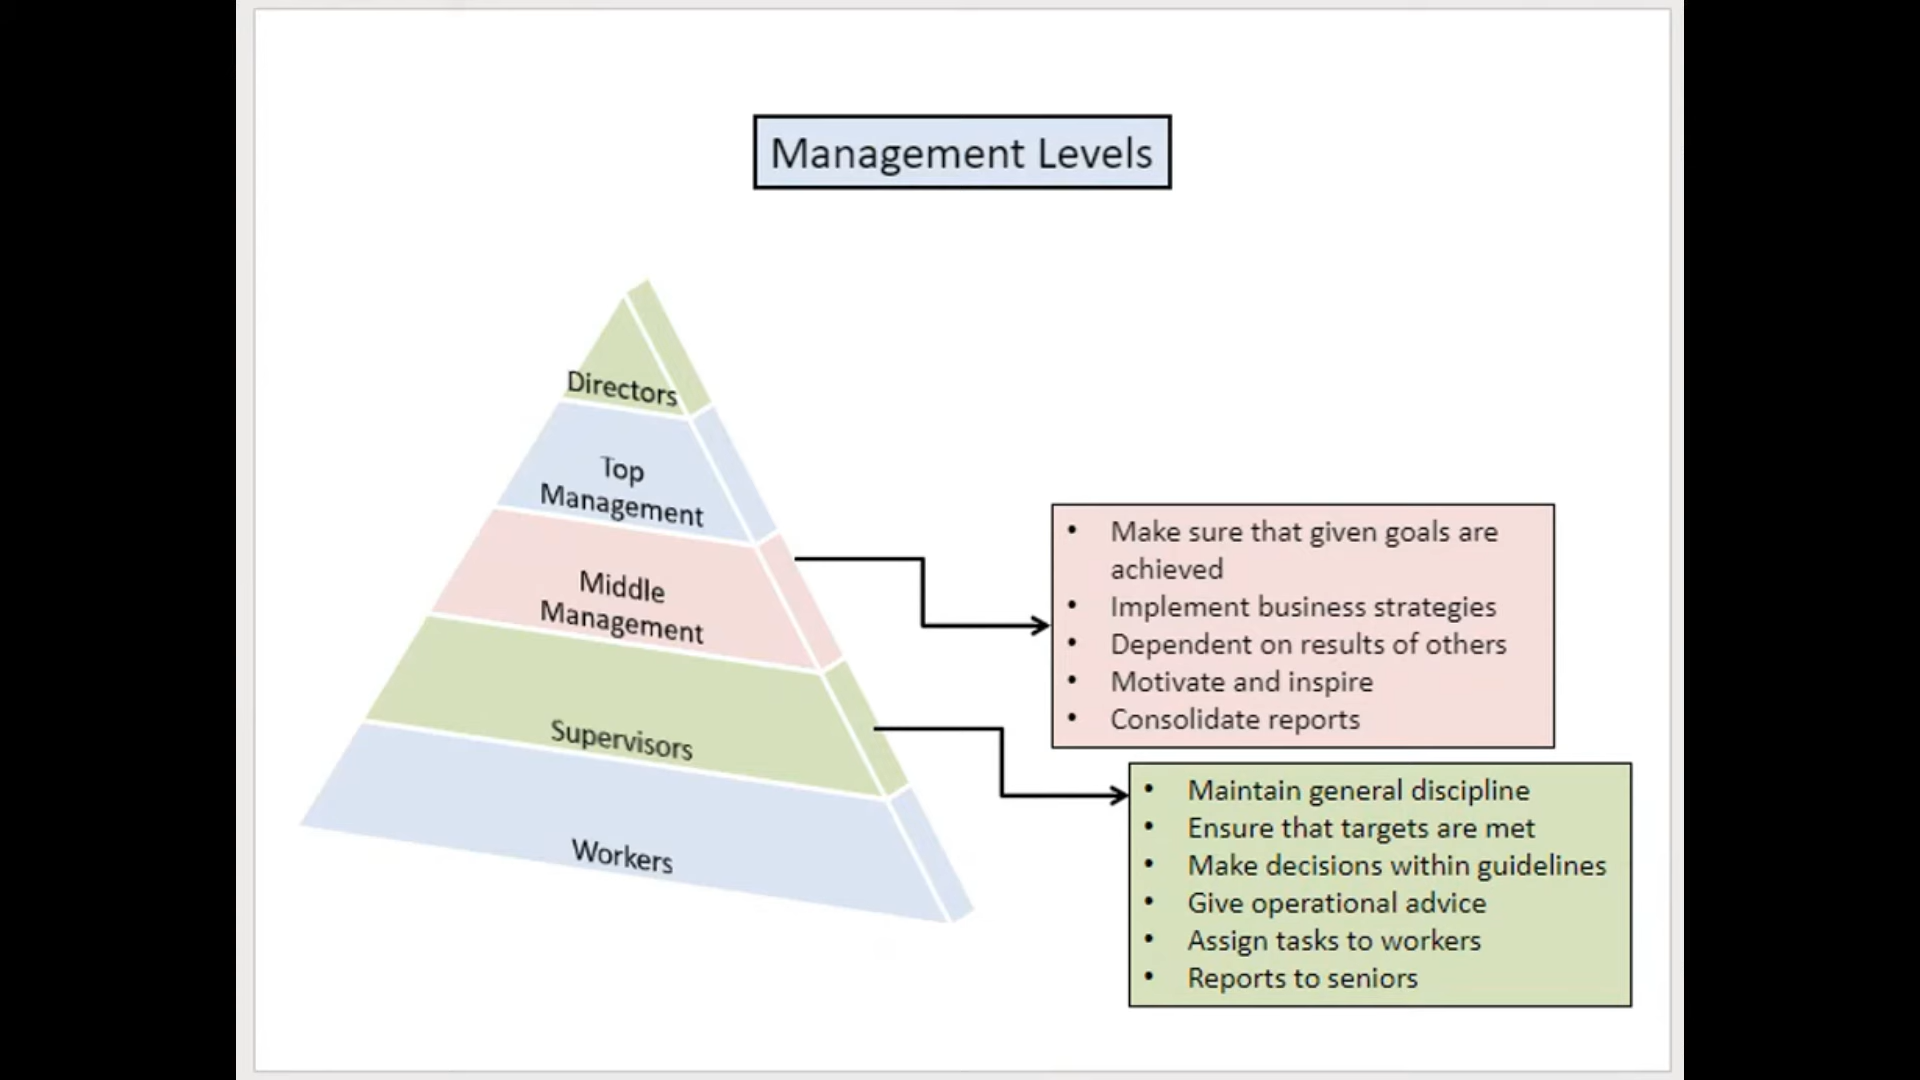 Management Levels
Directors
Top
Management
Middle
Management
Supervisors
Workers
• Make sure that given goals are
achieved
• Implement business strategies
• Dependent on results of others
• Motivate and inspire
• Consolidate reports
• Maintain general discipline
• Ensure that targets are met
• Make decisions within guidelines
• Give operational advice
• Assign tasks to workers
• Reports to seniors